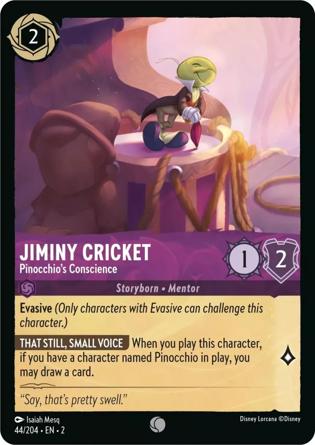 2
JIMINY CRICKET
Pinocchio's Conscience
1
2
Storyborn • Mentor
Evasive (Only characters with Evasive can challenge this
character.)
THAT STILL, SMALL VOICE When you play this character,
if you have a character named Pinocchio in play, you
may draw a card.
“Say, that's pretty swell.”
Isaiah Mesq
Disney Lorcana ©Disney
44/204 • EN • 2